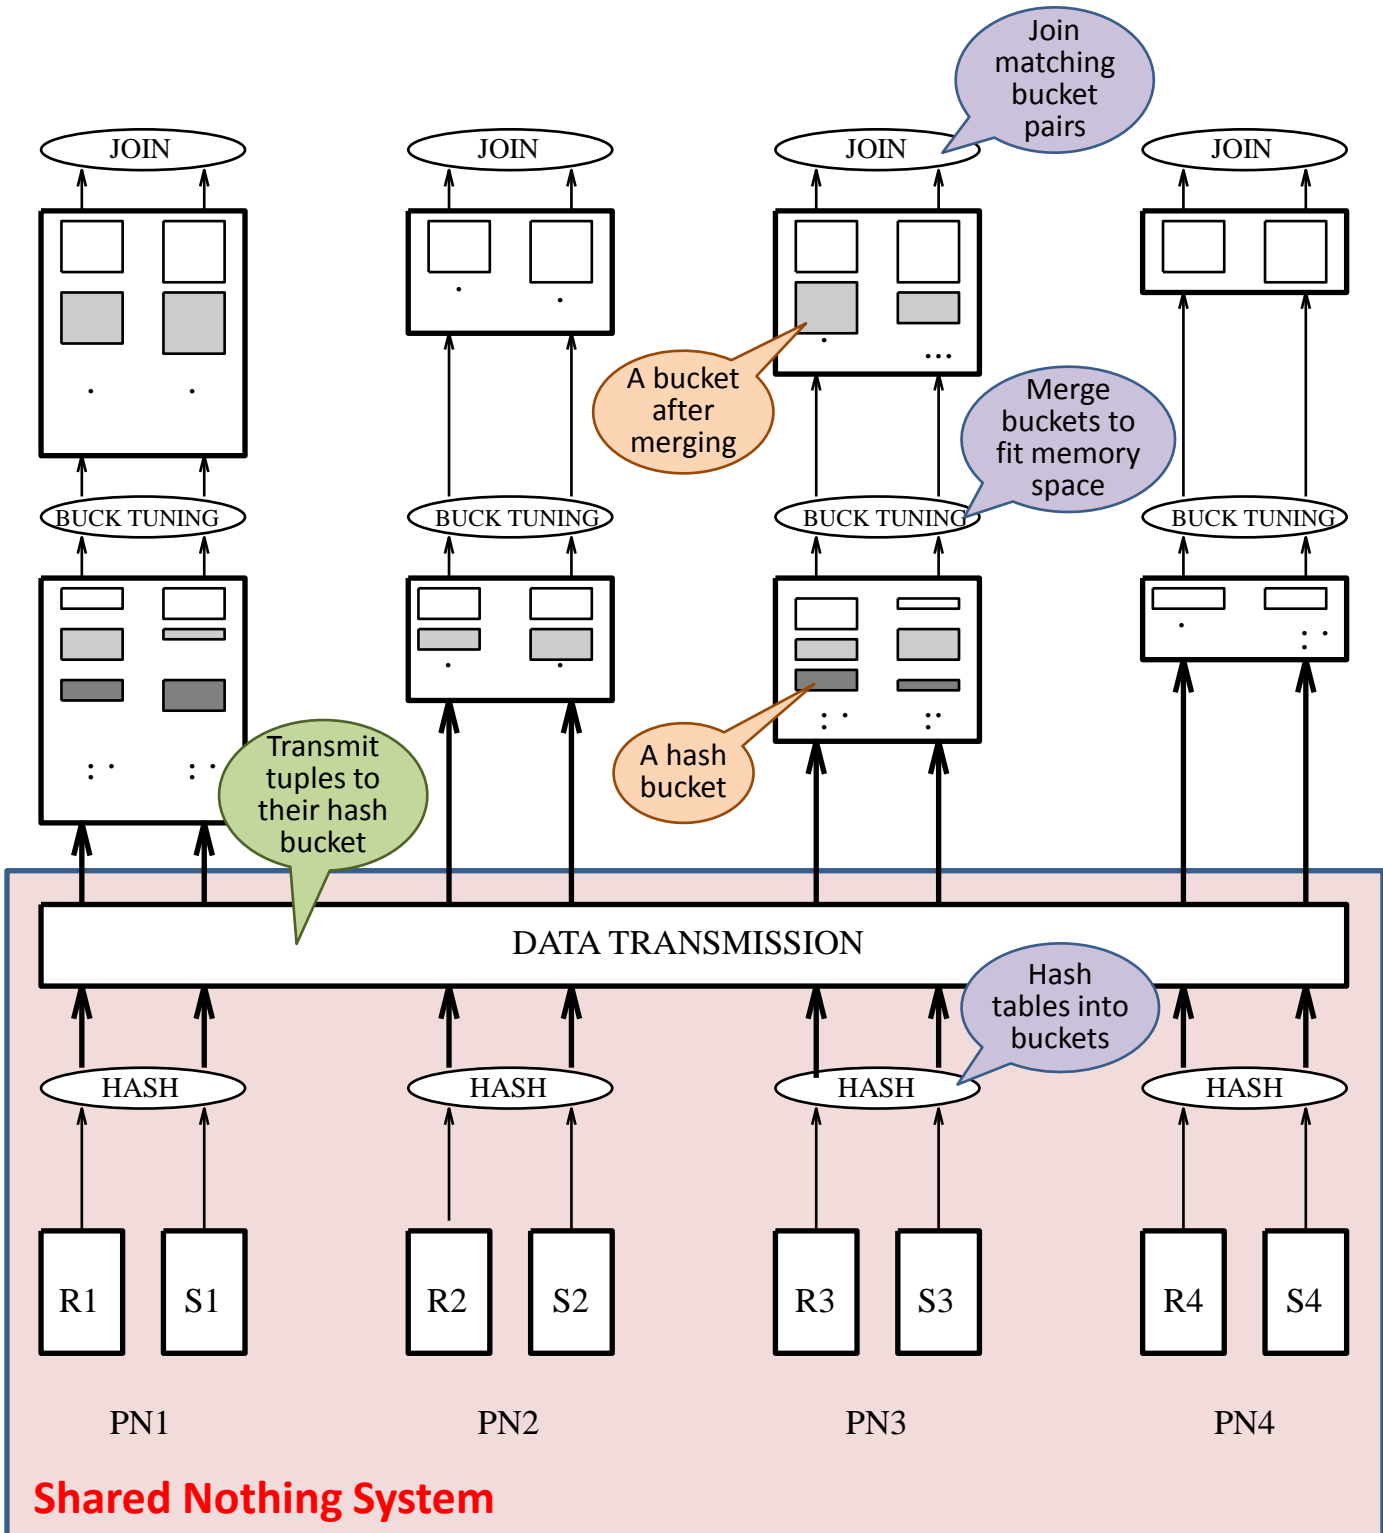 Join
matching
bucket
pairs
JOIN JOIN JOIN JOIN
A bucket
after
merging
Merge
buckets to
fit memory
space
BUCK TUNING BUCK TUNING BUCK TUNING BUCK TUNING
Transmit
tuples to
their hash
bucket
A hash
bucket
DATA TRANSMISSION
Hash
tables into
buckets
HASH HASH HASH HASH
R1 S1 R2 S2 R3 S3 R4 S4
PN1 PN2 PN3 PN4
Shared Nothing System